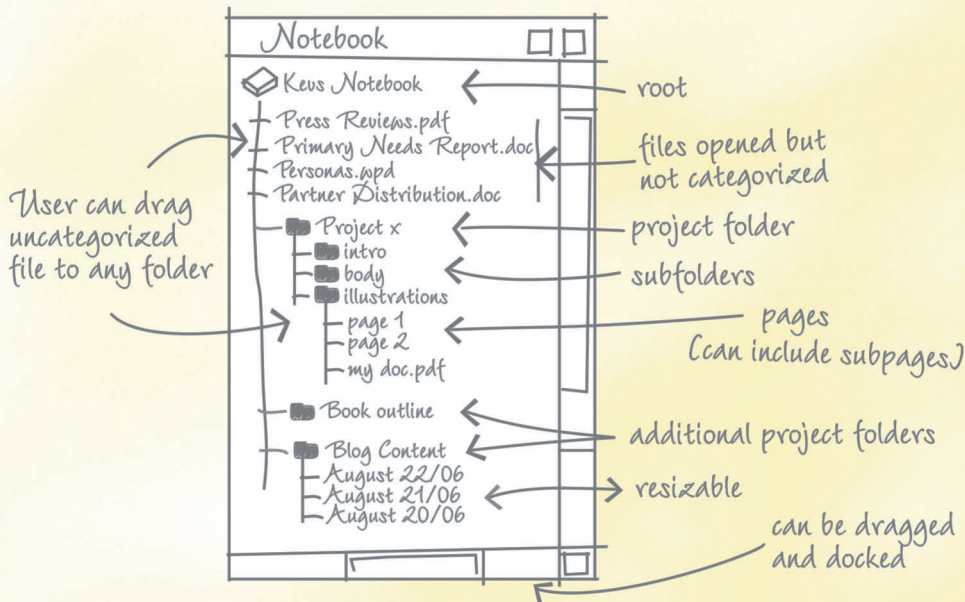 Notebook
Kevs Notebook
root
Press Reviews.pdf
Primary Needs Report.doc
Personas.wpd
Partner Distribution.doc
files opened but
not categorized
User can drag
uncategorized
file to any folder
Project x
project folder
intro
body
subfolders
illustrations
page 1
page 2
my doc.pdf
pages
(can include subpages)
Book outline
Blog Content
additional project folders
August 22/06
August 21/06
August 20/06
resizable
can be dragged
and docked